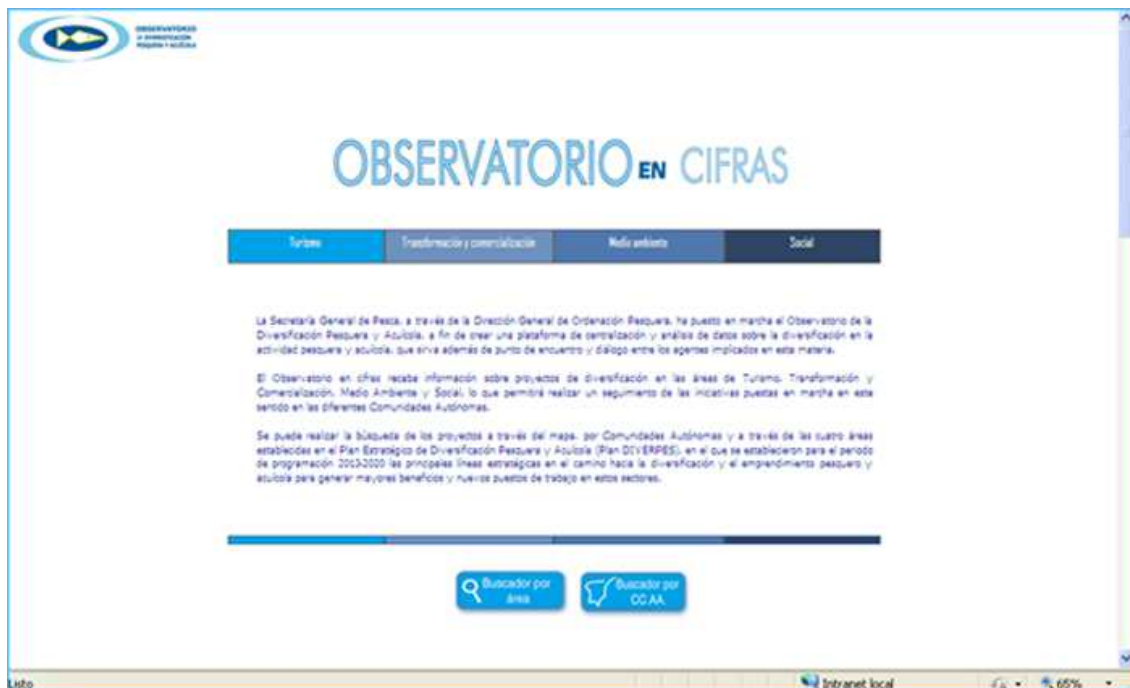 OBSERVATORIO
DE DIVERSIFICACIÓN
PESQUERA Y ACUÍCOLA
OBSERVATORIO EN CIFRAS
Turismo
Transformación y comercialización
Medio ambiente
Social
La Secretaría General de Pesca, a través de la Dirección General de Ordenación Pesquera, ha puesto en marcha el Observatorio de la
Diversificación Pesquera y Acuícola, a fin de crear una plataforma de centralización y análisis de datos sobre la diversificación en la
actividad pesquera y acuícola, que sirva además de punto de encuentro y diálogo entre los agentes implicados en esta materia.
El Observatorio en cifras recaba información sobre proyectos de diversificación en las áreas de Turismo, Transformación y
Comercialización, Medio Ambiente y Social, lo que permitirá realizar un seguimiento de las iniciativas puestas en marcha en este
sentido en las diferentes Comunidades Autónomas.
Se puede realizar la búsqueda de los proyectos a través del mapa, por Comunidades Autónomas y a través de las cuatro áreas
establecidas en el Plan Estratégico de Diversificación Pesquera y Acuícola (Plan DIVERPES), en el que se establecieron para el periodo
de programación 2013-2020 las principales líneas estratégicas en el camino hacia la diversificación y el emprendimiento pesquero y
acuícola para generar mayores beneficios y nuevos puestos de trabajo en estos sectores.
Buscador por
área
Buscador por
CC.AA.
Listo
Intranet local
65%